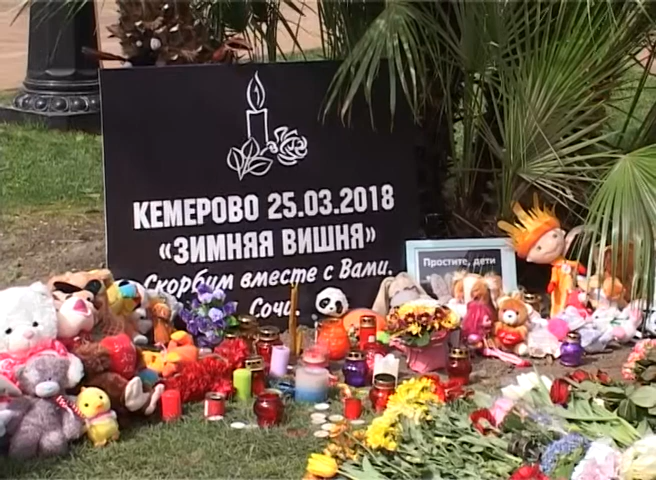 КЕМЕРОВО 25.03.2018
«ЗИМНЯЯ ВИШНЯ»
Скорбим вместе с Вами.
Сочи.
Простите, дети